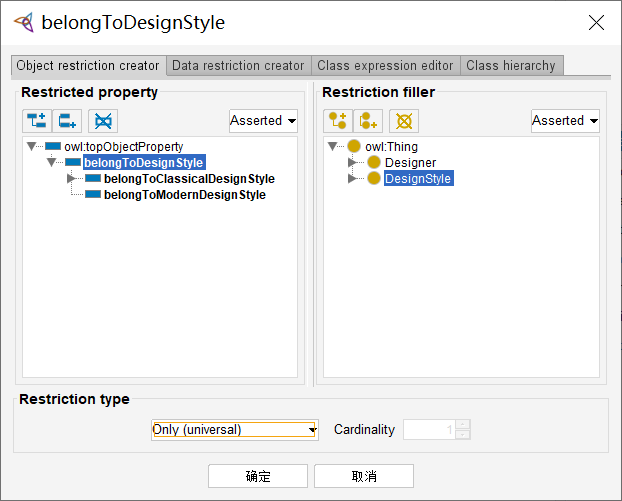 belongToDesignStyle
Object restriction creator Data restriction creator Class expression editor Class hierarchy
Restricted property
Asserted
owl:topObjectProperty
belongToDesignStyle
belongToClassicalDesignStyle
belongToModernDesignStyle
Restriction filler
Asserted
owl:Thing
Designer
DesignStyle
Restriction type
Only (universal) Cardinality 1
确定 取消